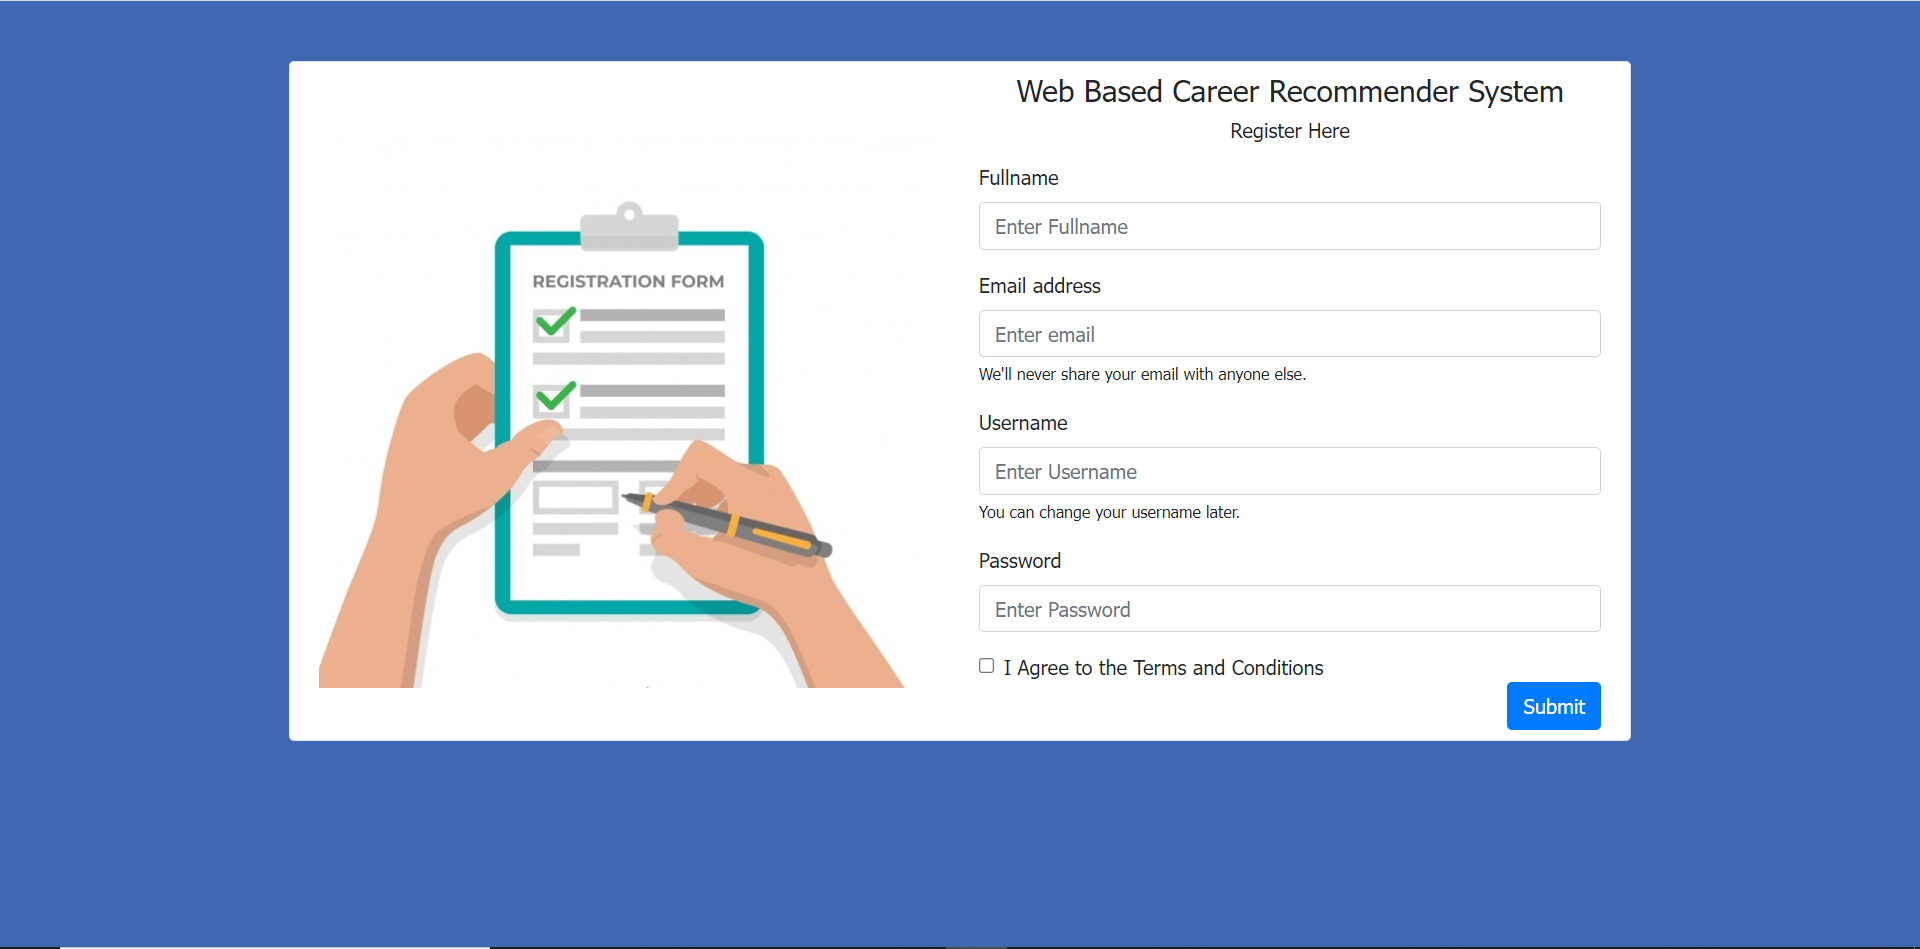 Web Based Career Recommender System
Register Here
Fullname
Enter Fullname
Email address
Enter email
We'll never share your email with anyone else.
Username
Enter Username
You can change your username later.
Password
Enter Password
I Agree to the Terms and Conditions
Submit
REGISTRATION FORM